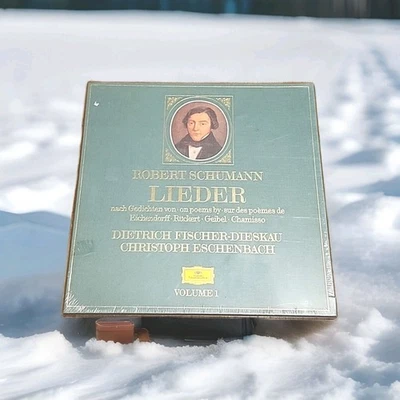 ROBERT SCHUMANN
LIEDER
nach Gedichten von · on poems by · sur des poèmes de
Eichendorff · Rückert · Geibel · Chamisso
DIETRICH FISCHER-DIESKAU
CHRISTOPH ESCHENBACH
VOLUME 1